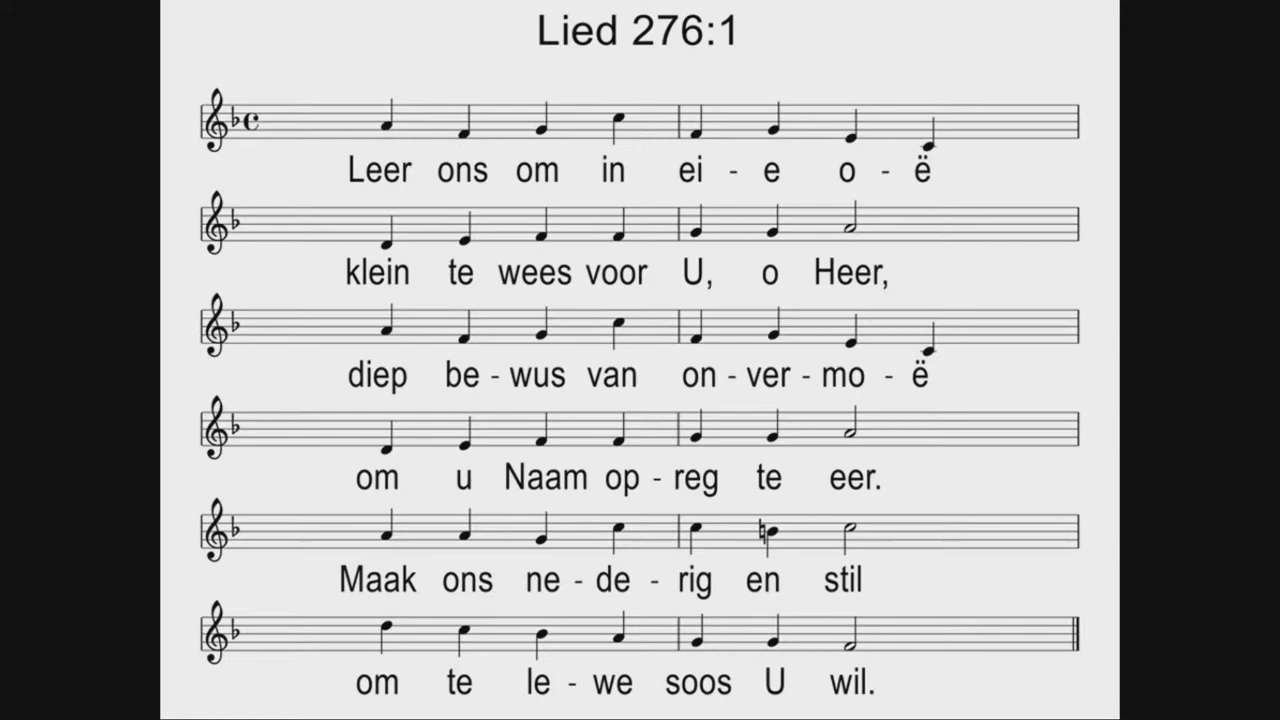 Lied 276:1
Leer ons om in ei - e o - ë
klein te wees voor U, o Heer,
diep be - wus van on - ver - mo - ë
om u Naam op - reg te eer.
Maak ons ne - de - rig en stil
om te le - we soos U wil.